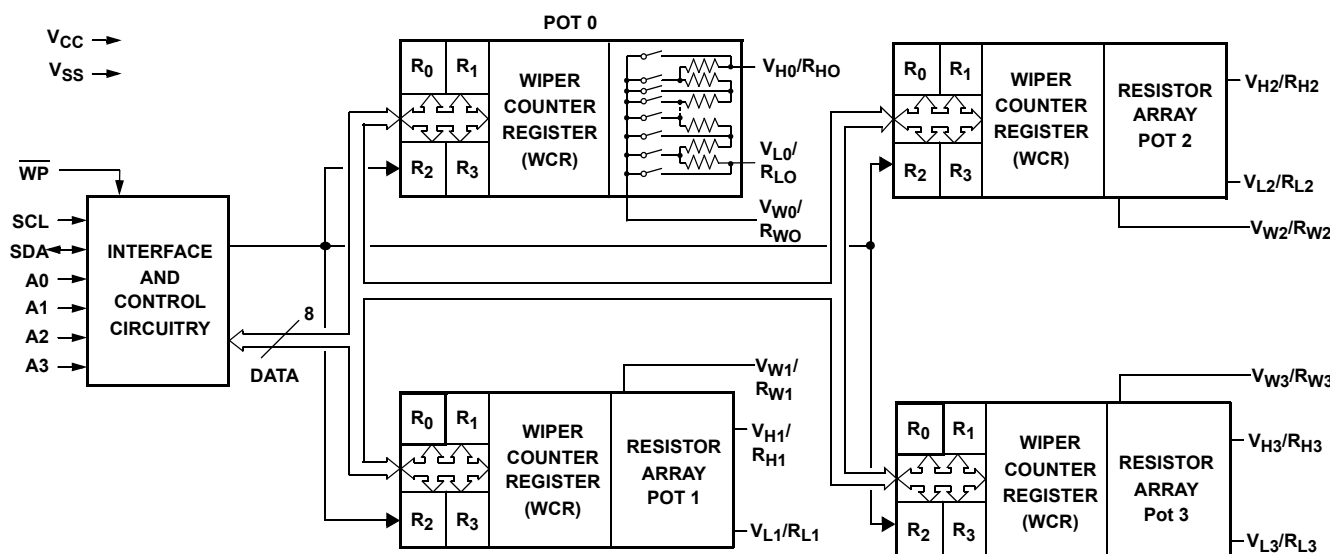 POT 0
VCC
VSS
R0 R1
R2 R3
WIPER
COUNTER
REGISTER
(WCR)
VH0/RHO
VL0/
RLO
VW0/
RWO
R0 R1
R2 R3
WIPER
COUNTER
REGISTER
(WCR)
RESISTOR
ARRAY
POT 2
VH2/RH2
VL2/RL2
VW2/RW2
WP
SCL
SDA
A0
A1
A2
A3
INTERFACE
AND
CONTROL
CIRCUITRY
8
DATA
VW1/
RW1
R0 R1
R2 R3
WIPER
COUNTER
REGISTER
(WCR)
RESISTOR
ARRAY
POT 1
VH1/
RH1
VL1/RL1
VW3/RW3
R0 R1
R2 R3
WIPER
COUNTER
REGISTER
(WCR)
RESISTOR
ARRAY
Pot 3
VH3/RH3
VL3/RL3